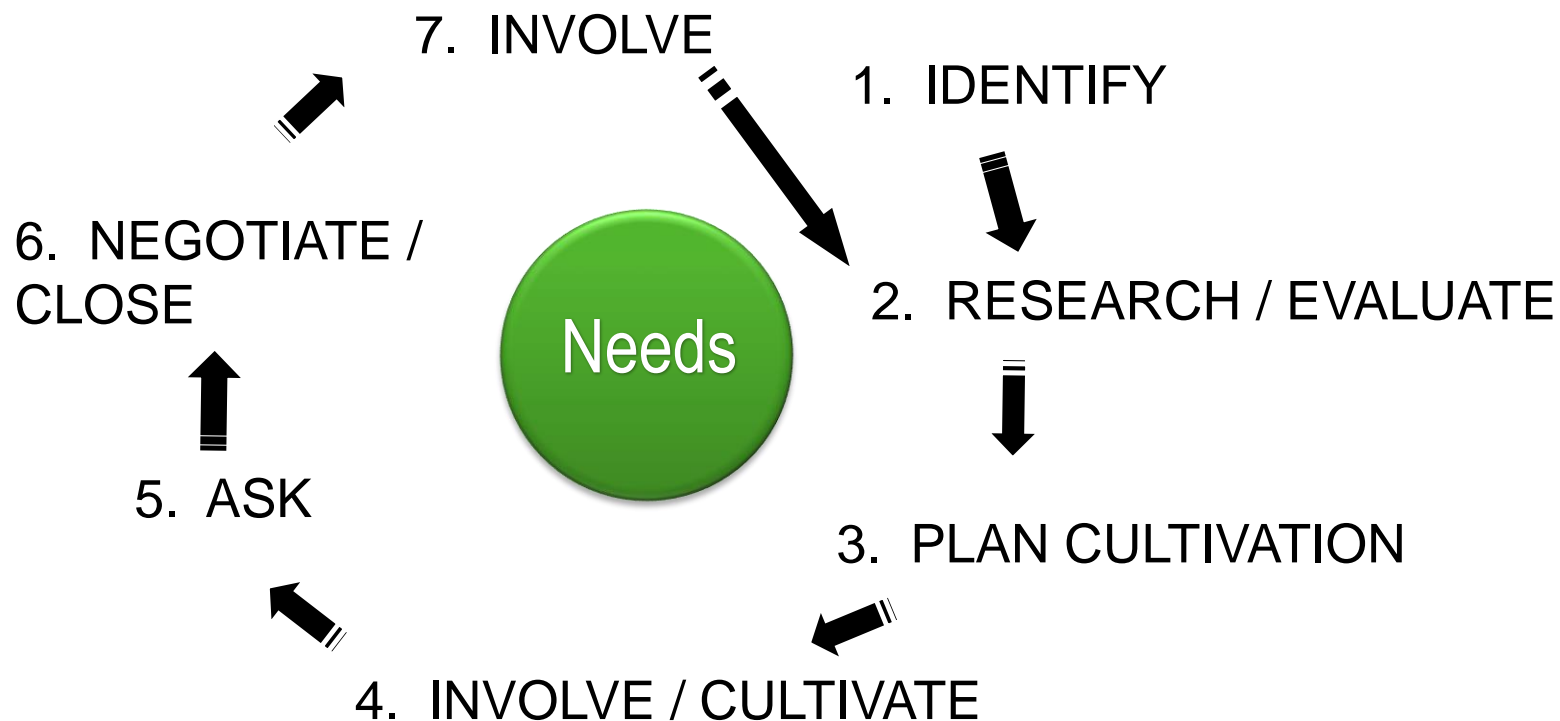 7. INVOLVE
1. IDENTIFY
6. NEGOTIATE /
CLOSE
2. RESEARCH / EVALUATE
Needs
5. ASK
3. PLAN CULTIVATION
4. INVOLVE / CULTIVATE